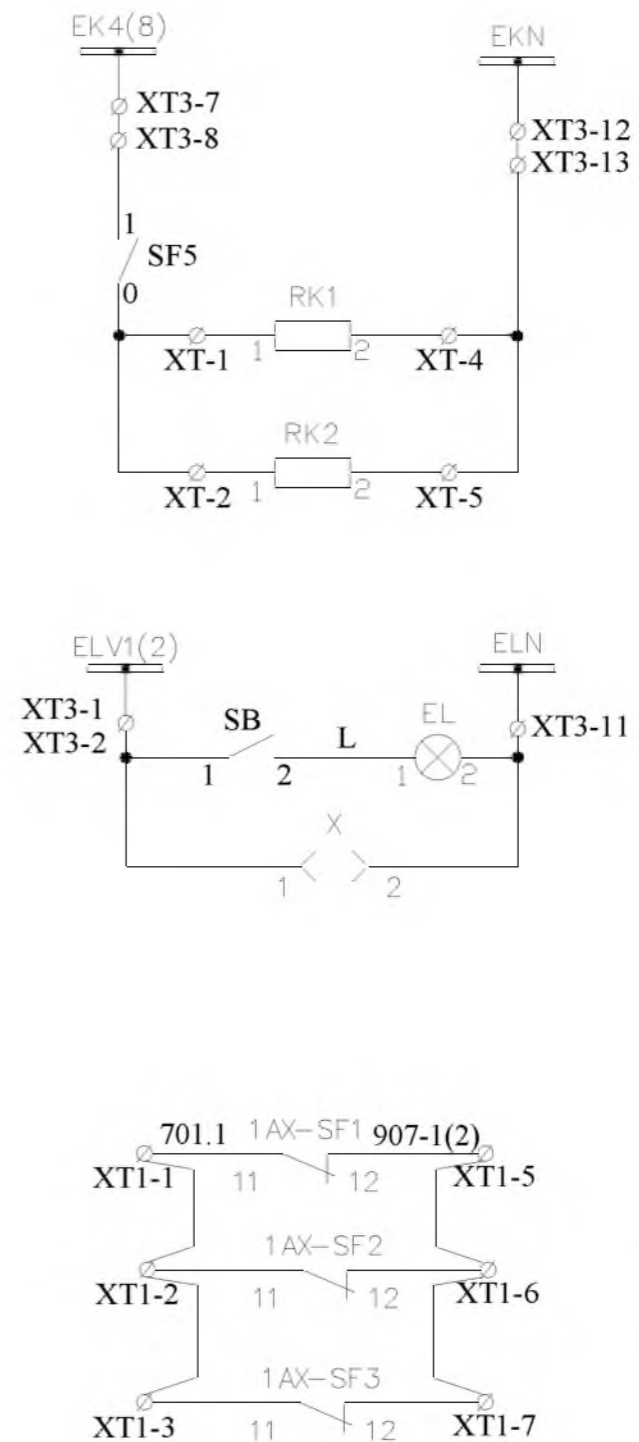 EK4(8) EKN
XT3-7
XT3-8
XT3-12
XT3-13
1
SF5
0
RK1
XT-1 1 2 XT-4
RK2
XT-2 1 2 XT-5
ELV1(2) ELN
XT3-1
XT3-2
SB L EL
XT3-11
1 2 1 2
X
1 2
701.1 1AX-SF1 907-1(2)
XT1-1 11 12 XT1-5
1AX-SF2
XT1-2 11 12 XT1-6
1AX-SF3
XT1-3 11 12 XT1-7